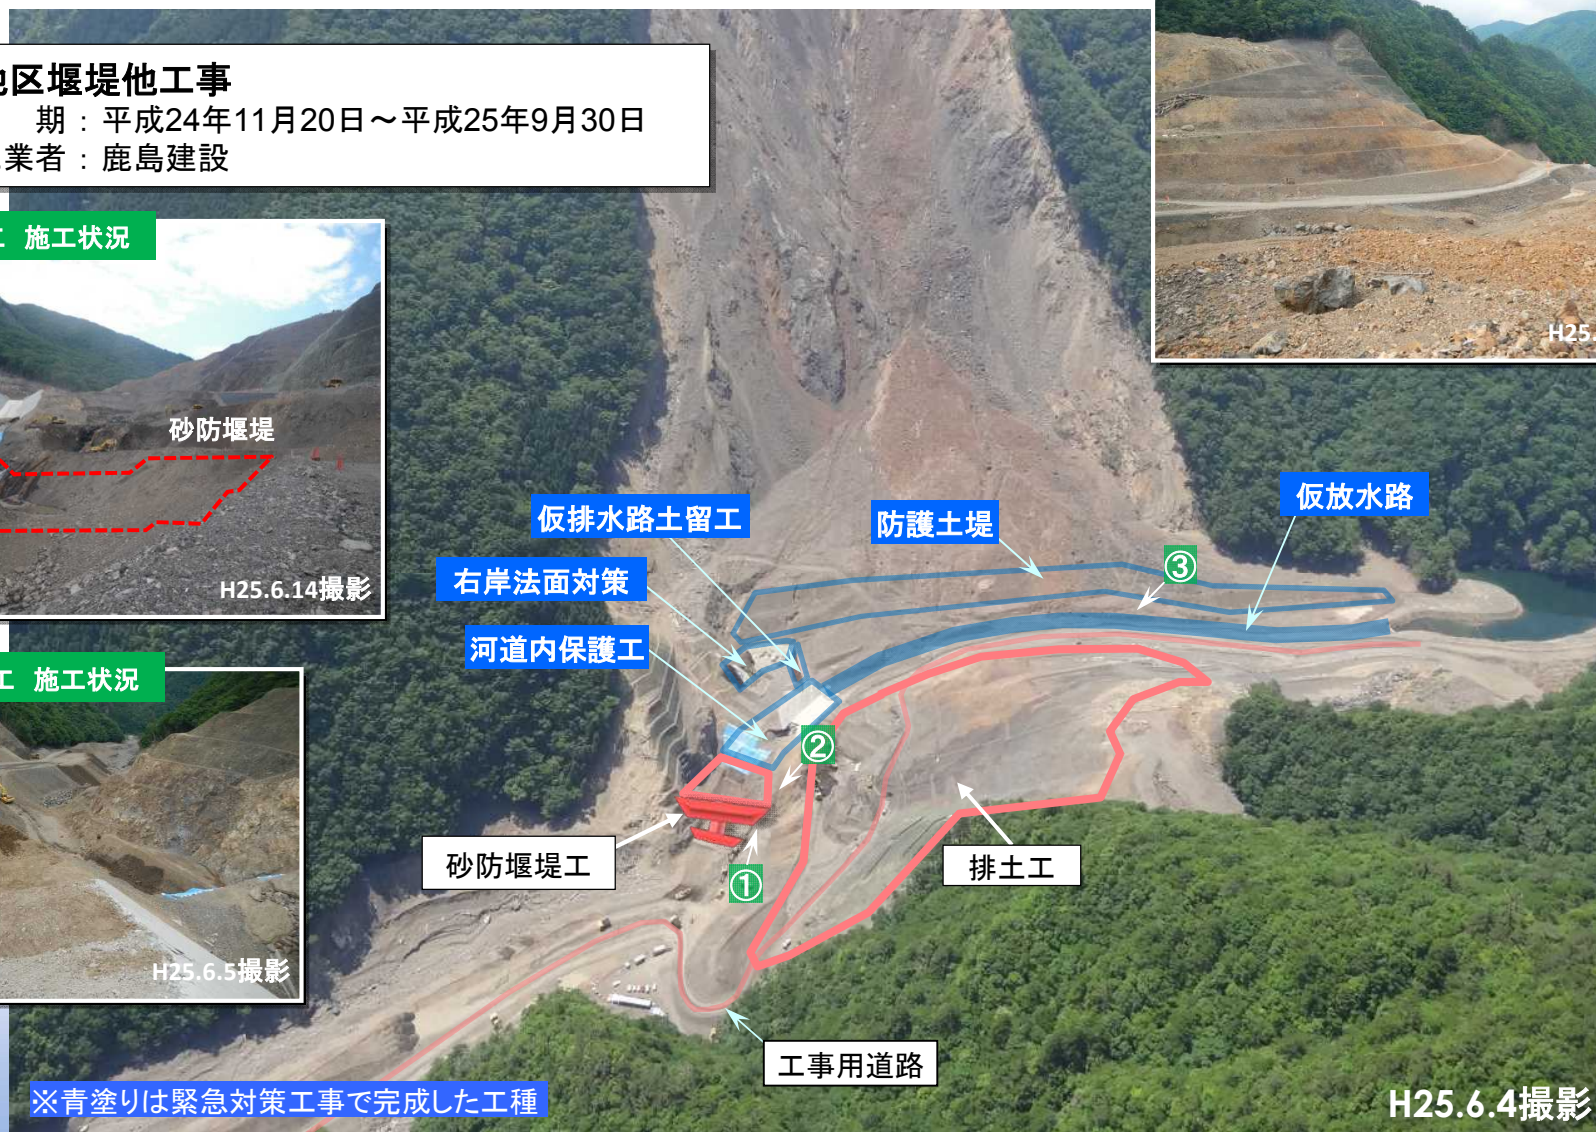 区堰堤他工事
期：平成24年11月20日～平成25年9月30日
業者：鹿島建設
施工状況
砂防堰堤
H25.6.14撮影
工 施工状況
H25.6.5撮影
H25.
仮排水路土留工
防護土堤
仮放水路
右岸法面対策
河道内保護工
③
②
①
砂防堰堤工
排土工
工事用道路
※青塗りは緊急対策工事で完成した工種
H25.6.4撮影